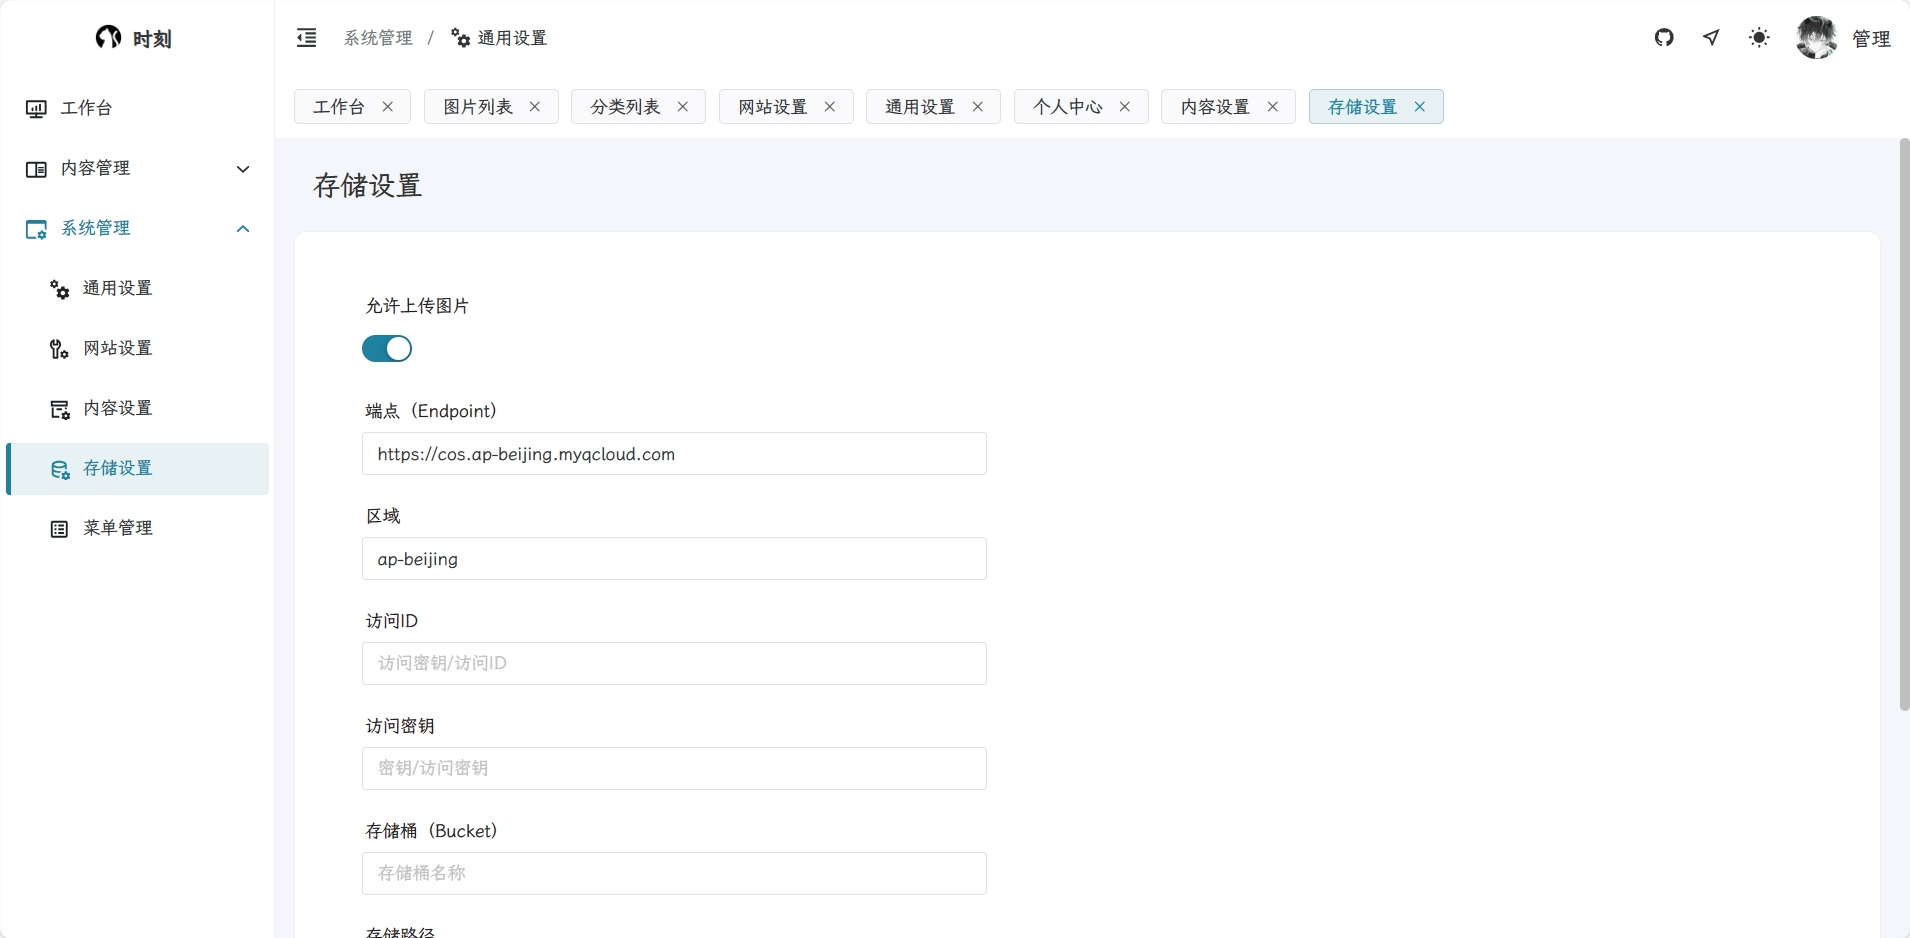 时刻
系统管理 / 通用设置
管理
工作台
图片列表
分类列表
网站设置
通用设置
个人中心
内容设置
存储设置
工作台
内容管理
系统管理
通用设置
网站设置
内容设置
存储设置
菜单管理
存储设置
允许上传图片
端点（Endpoint）
https://cos.ap-beijing.myqcloud.com
区域
ap-beijing
访问ID
访问密钥/访问ID
访问密钥
密钥/访问密钥
存储桶（Bucket）
存储桶名称
存储路径